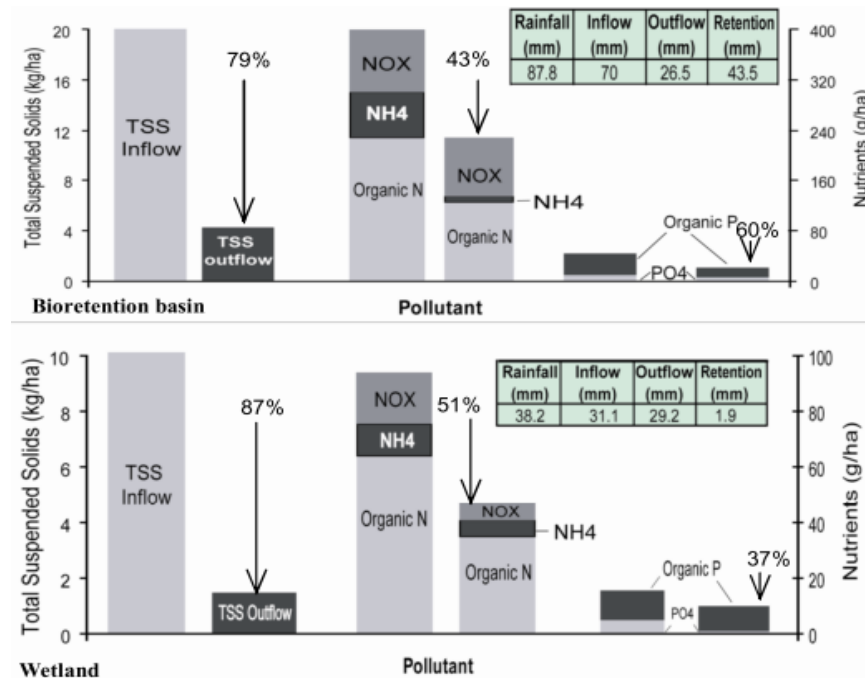 Rainfall (mm) Inflow (mm) Outflow (mm) Retention (mm)
87.8 70 26.5 43.5
Total Suspended Solids (kg/ha)
20
16
12
8
4
0
TSS Inflow
79%
TSS outflow
NOX
NH4
Organic N
43%
NOX
NH4
Organic N
Organic P
PO4
60%
400
320
240
160
80
0
Nutrients (g/ha)
Bioretention basin
Pollutant
Rainfall (mm) Inflow (mm) Outflow (mm) Retention (mm)
38.2 31.1 29.2 1.9
Total Suspended Solids (kg/ha)
10
8
6
4
2
0
TSS Inflow
87%
TSS Outflow
NOX
NH4
Organic N
51%
NOX
NH4
Organic N
Organic P
PO4
37%
100
80
60
40
20
0
Nutrients (g/ha)
Wetland
Pollutant